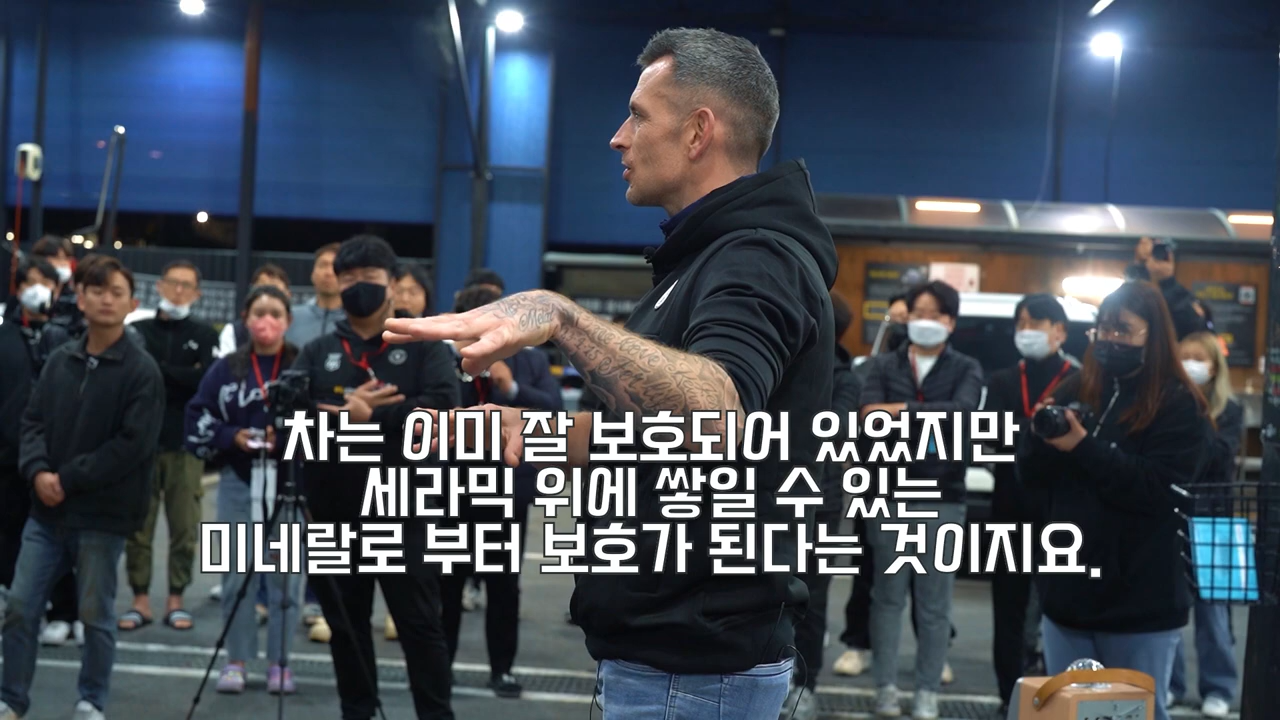 차는 이미 잘 보호되어 있었지만
세라믹 위에 쌓일 수 있는
미네랄로 부터 보호가 된다는 것이지요.